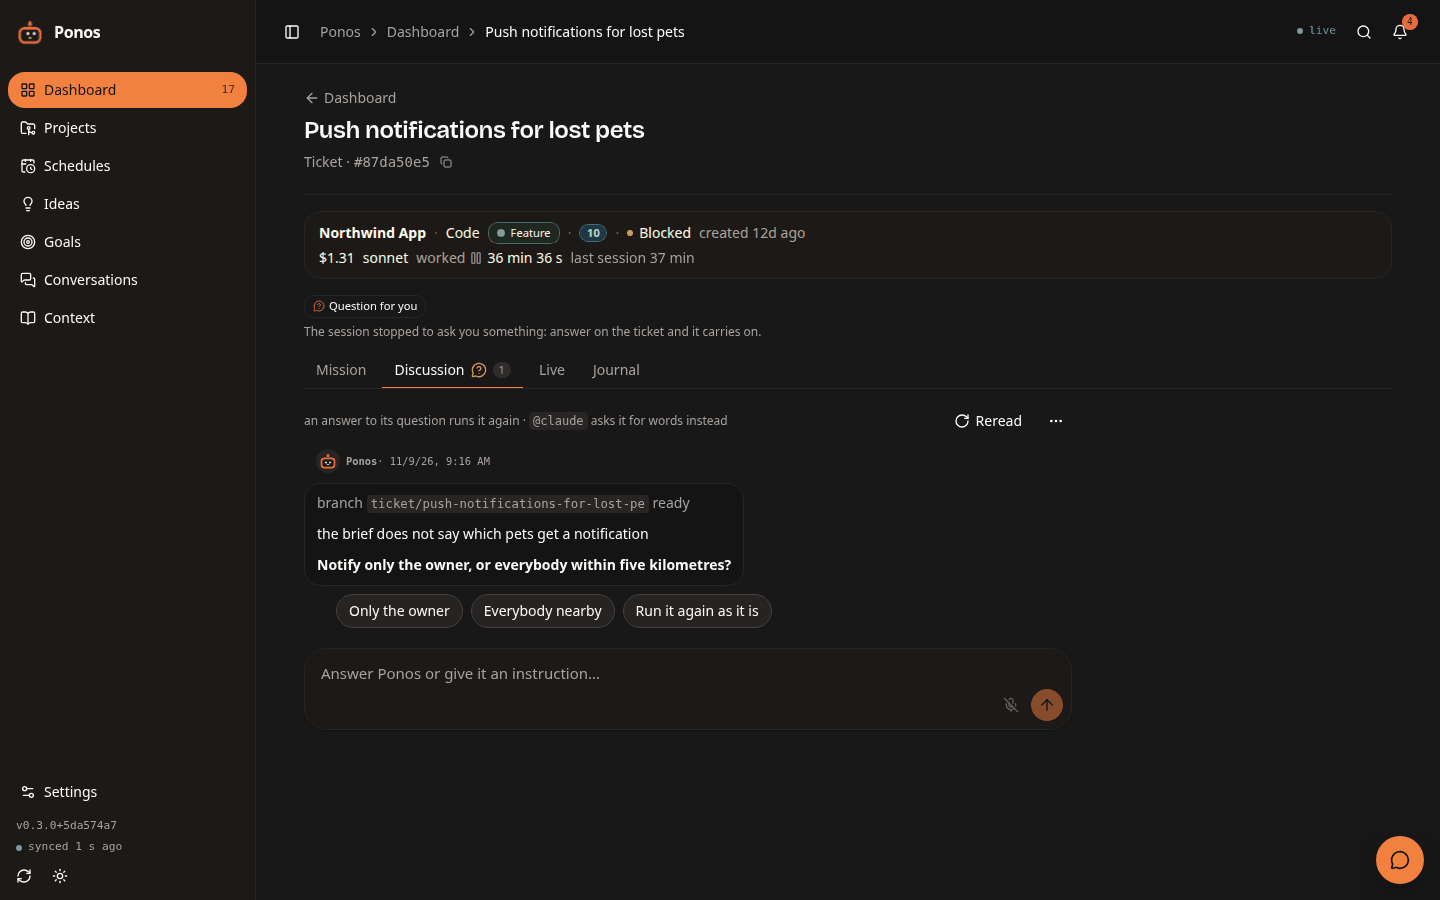 Ponos
Ponos > Dashboard > Push notifications for lost pets
live
4
Dashboard 17
Projects
Schedules
Ideas
Goals
Conversations
Context
Settings
v0.3.0+5da574a7
synced 1 s ago
Dashboard
Push notifications for lost pets
Ticket · #87da50e5
Northwind App · Code Feature · 10 · Blocked created 12d ago
$1.31 sonnet worked 36 min 36 s last session 37 min
Question for you
The session stopped to ask you something: answer on the ticket and it carries on.
Mission Discussion 1 Live Journal
an answer to its question runs it again · @claude asks it for words instead
Reread
Ponos · 11/9/26, 9:16 AM
branch ticket/push-notifications-for-lost-pe ready
the brief does not say which pets get a notification
Notify only the owner, or everybody within five kilometres?
Only the owner Everybody nearby Run it again as it is
Answer Ponos or give it an instruction...